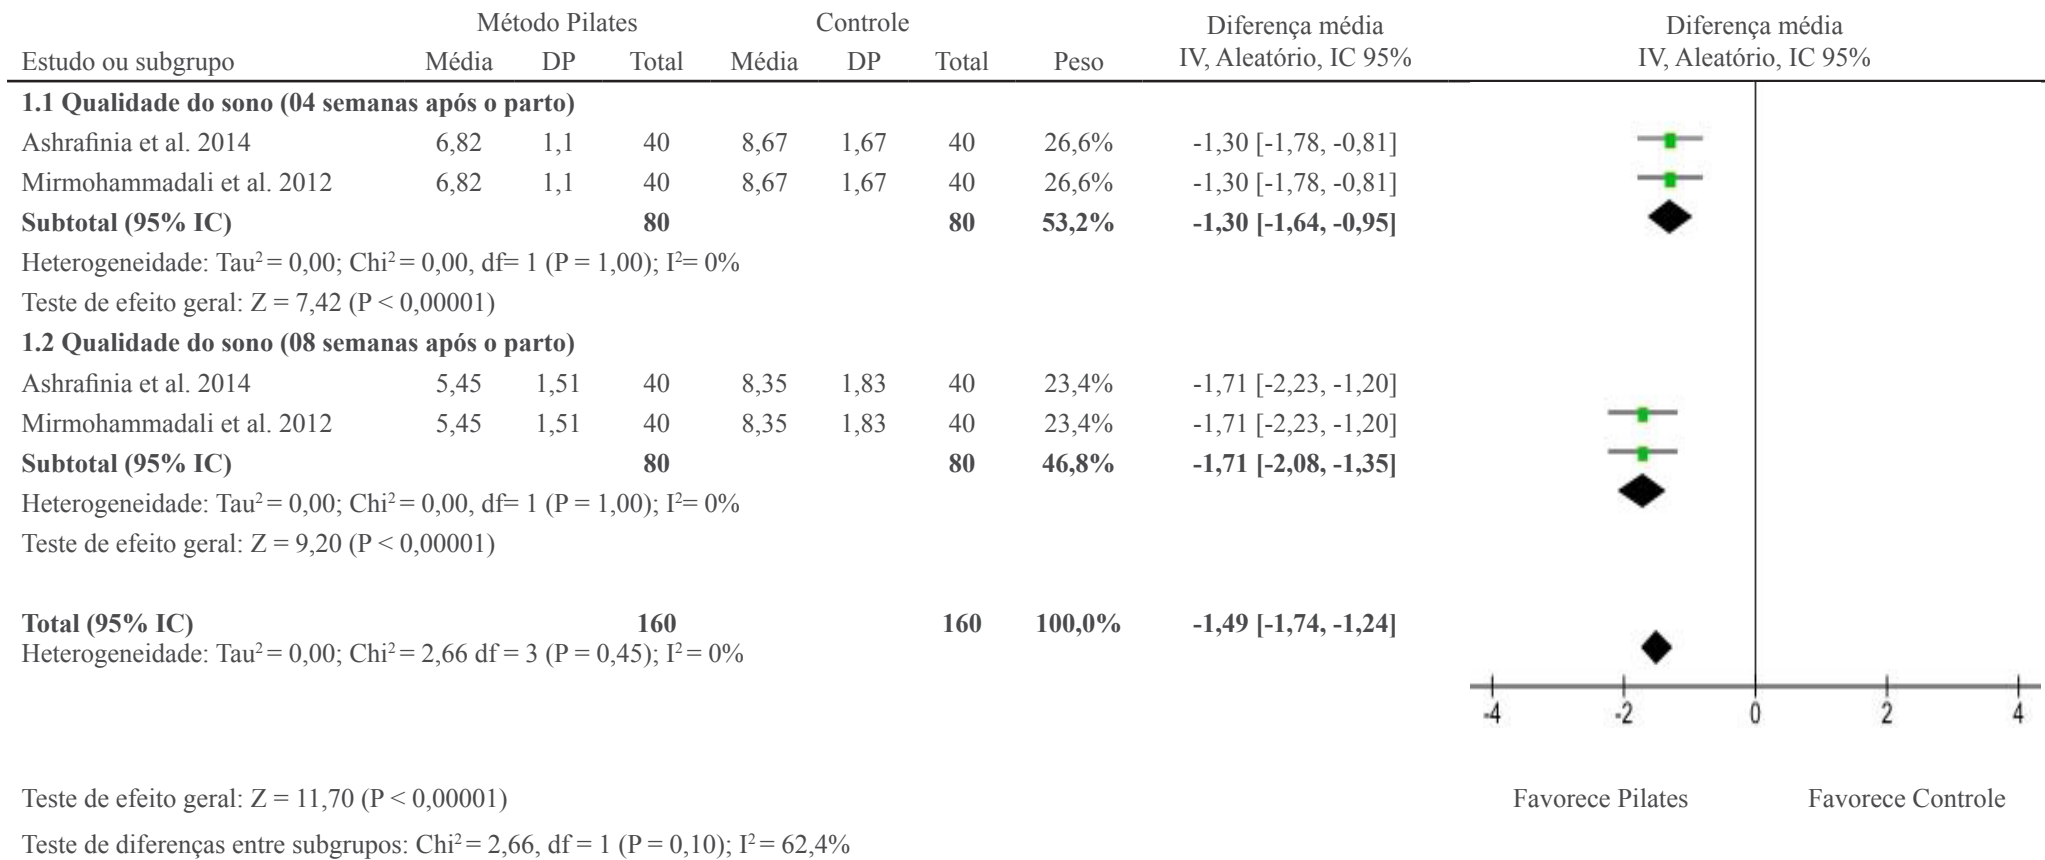 Método Pilates Controle Diferença média Diferença média
Estudo ou subgrupo Média DP Total Média DP Total Peso IV, Aleatório, IC 95% IV, Aleatório, IC 95%
1.1 Qualidade do sono (04 semanas após o parto)
Ashrafinia et al. 2014 6,82 1,1 40 8,67 1,67 40 26,6% -1,30 [-1,78, -0,81]
Mirmohammadali et al. 2012 6,82 1,1 40 8,67 1,67 40 26,6% -1,30 [-1,78, -0,81]
Subtotal (95% IC) 80 80 53,2% -1,30 [-1,64, -0,95]
Heterogeneidade: Tau² = 0,00; Chi² = 0,00, df= 1 (P = 1,00); I²= 0%
Teste de efeito geral: Z = 7,42 (P < 0,00001)
1.2 Qualidade do sono (08 semanas após o parto)
Ashrafinia et al. 2014 5,45 1,51 40 8,35 1,83 40 23,4% -1,71 [-2,23, -1,20]
Mirmohammadali et al. 2012 5,45 1,51 40 8,35 1,83 40 23,4% -1,71 [-2,23, -1,20]
Subtotal (95% IC) 80 80 46,8% -1,71 [-2,08, -1,35]
Heterogeneidade: Tau² = 0,00; Chi² = 0,00, df= 1 (P = 1,00); I²= 0%
Teste de efeito geral: Z = 9,20 (P < 0,00001)
Total (95% IC) 160 160 100,0% -1,49 [-1,74, -1,24]
Heterogeneidade: Tau² = 0,00; Chi² = 2,66 df = 3 (P = 0,45); I² = 0%
-4 -2 0 2 4
Teste de efeito geral: Z = 11,70 (P < 0,00001) Favorece Pilates Favorece Controle
Teste de diferenças entre subgrupos: Chi² = 2,66, df = 1 (P = 0,10); I² = 62,4%